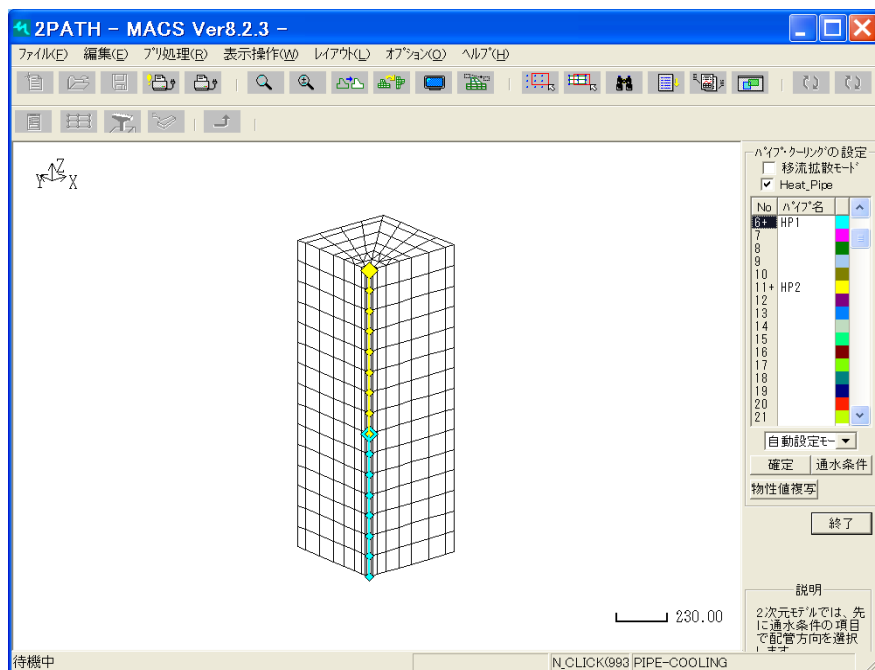 2PATH - MACS Ver8.2.3 -
ファイル(F) 編集(E) プリ処理(R) 表示操作(W) レイアウト(L) オプション(O) ヘルプ(H)
Z
Y X
パイプ・クーリングの設定
移流拡散モード
Heat_Pipe
No パイプ名
6+ HP1
7
8
9
10
11+ HP2
12
13
14
15
16
17
18
19
20
21
自動設定モー
確定 通水条件
物性値複写
終了
230.00
説明
2次元モデルでは、先
に通水条件の項目
で配管方向を選択
します
待機中 N_CLICK(993 PIPE-COOLING